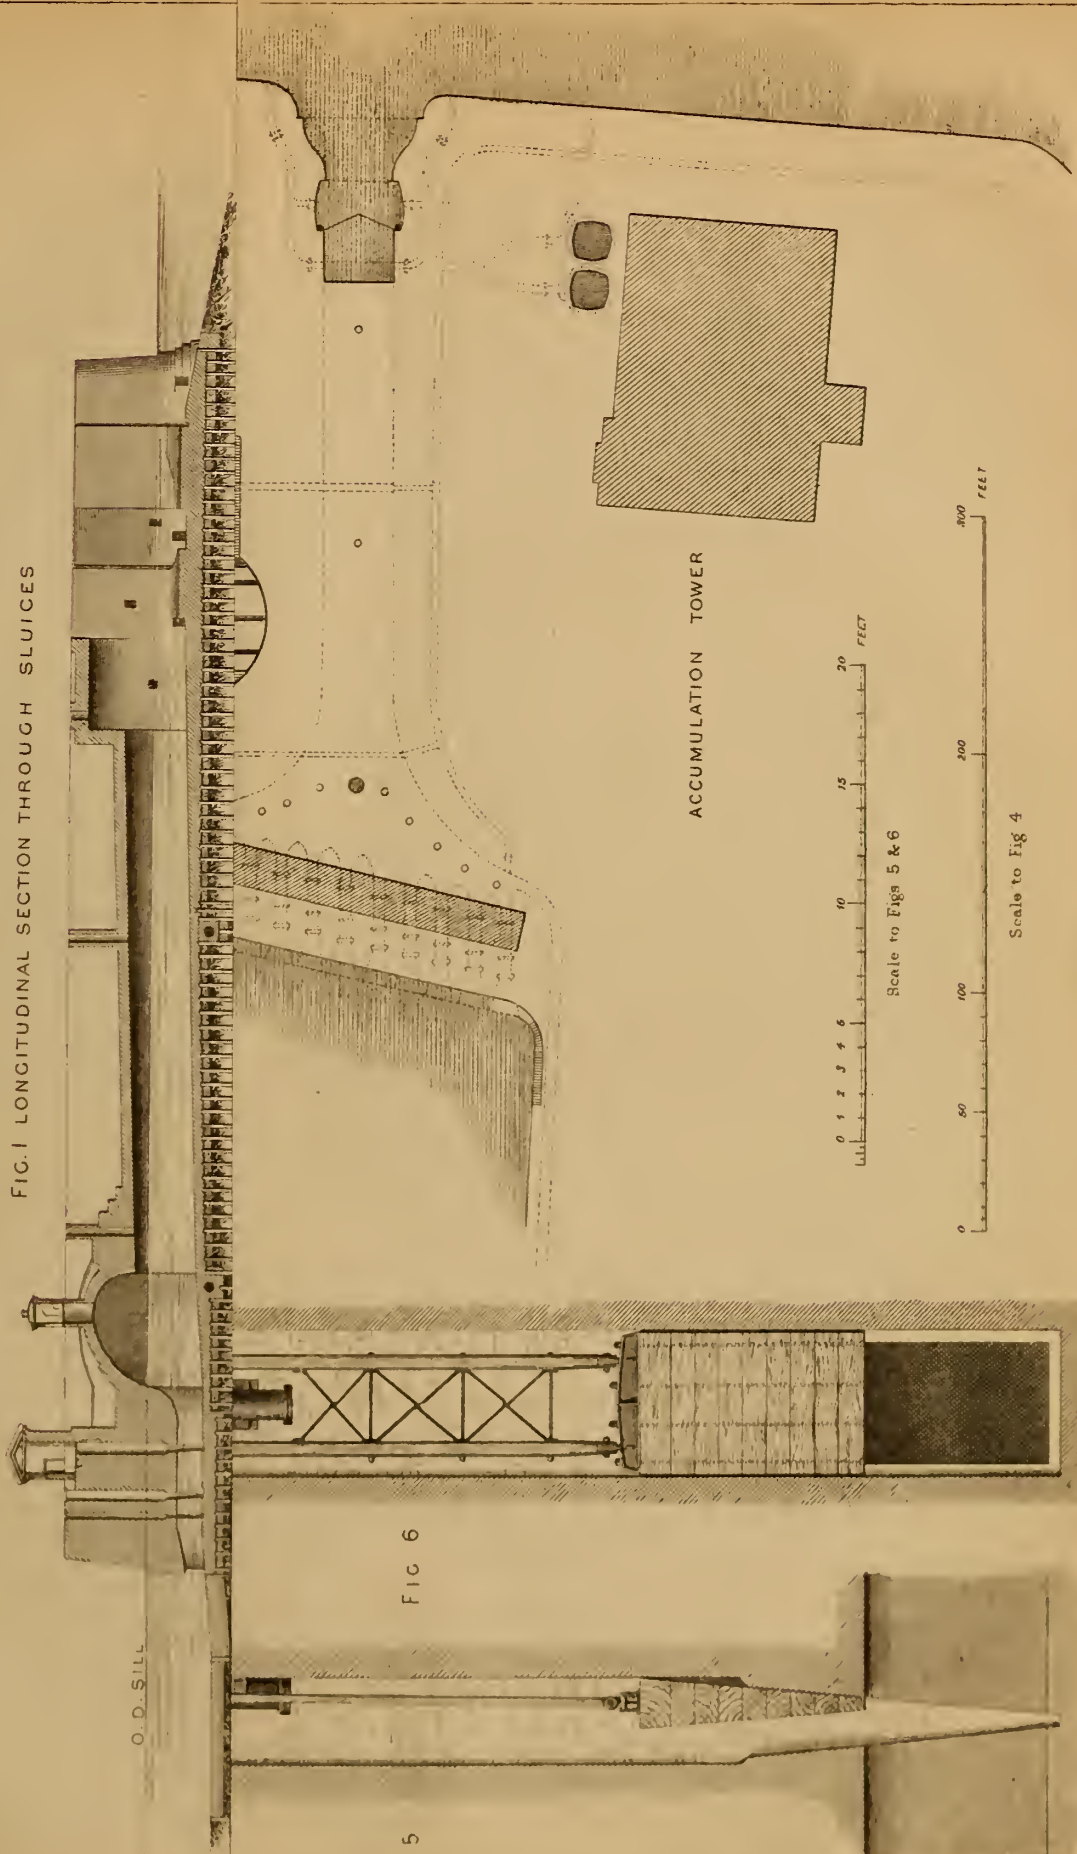 FIG. 1 LONGITUDINAL SECTION THROUGH SLUICES
O.D. SILL
ACCUMULATION TOWER
0 1 2 3 4 5 10 15 20 FEET
Scale to Figs 5 & 6
0 50 100 200 300 FEET
Scale to Fig 4
FIG 6
5